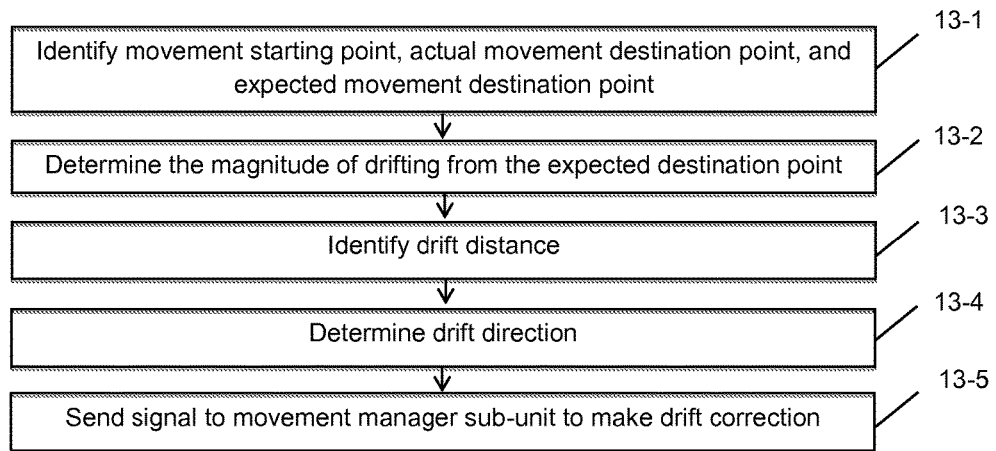 13-1
Identify movement starting point, actual movement destination point, and
expected movement destination point
13-2
Determine the magnitude of drifting from the expected destination point
13-3
Identify drift distance
13-4
Determine drift direction
13-5
Send signal to movement manager sub-unit to make drift correction